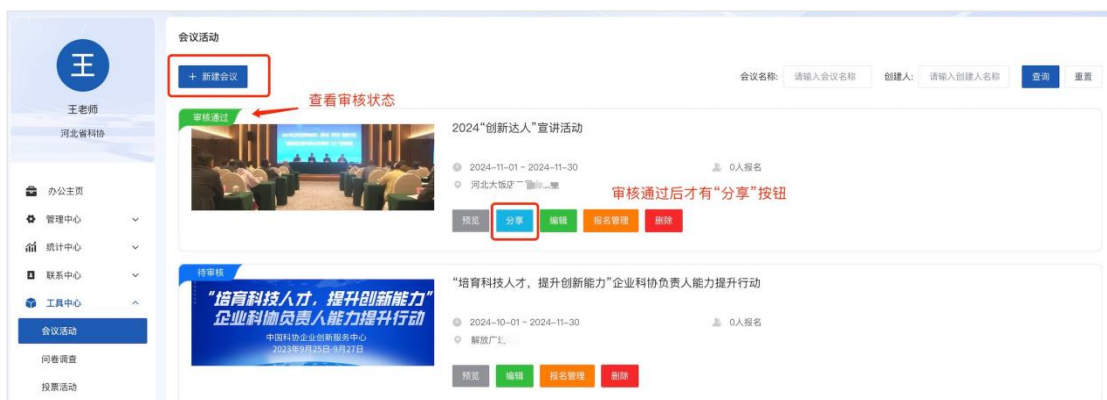 王
王老师
河北省科协
办公主页
管理中心
统计中心
联系中心
工具中心
会议活动
问卷调查
投票活动
会议活动
+ 新建会议
会议名称: 请输入会议名称 创建人: 请输入创建人名称 查询 重置
查看审核状态
审核通过
2024“创新达人”宣讲活动
2024-11-01 ~ 2024-11-30 0人报名
河北大饭店
审核通过后才有“分享”按钮
预览 分享 编辑 报名管理 删除
待审核
“培育科技人才，提升创新能力”
企业科协负责人能力提升行动
中国科协企业创新服务中心
2023年9月25日-9月27日
“培育科技人才，提升创新能力”企业科协负责人能力提升行动
2024-10-01 ~ 2024-11-30 0人报名
解放广
预览 编辑 报名管理 删除